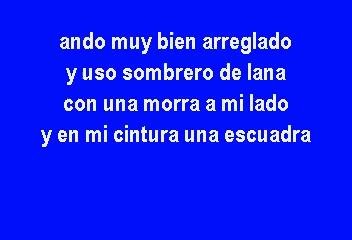 ando muy bien arreglado
y uso sombrero de lana
con una morra a mi lado
y en mi cintura una escuadra